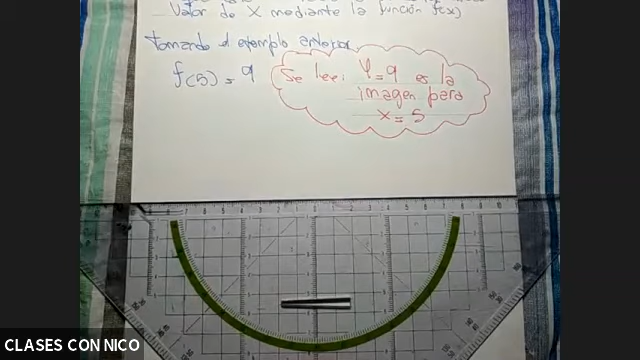 Valor de X mediante la función f(x)
tomando el ejemplo anterior.
f(5) = 9
Se lee: Y = 9 es la
imagen para
x = 5
CLASES CON NICO